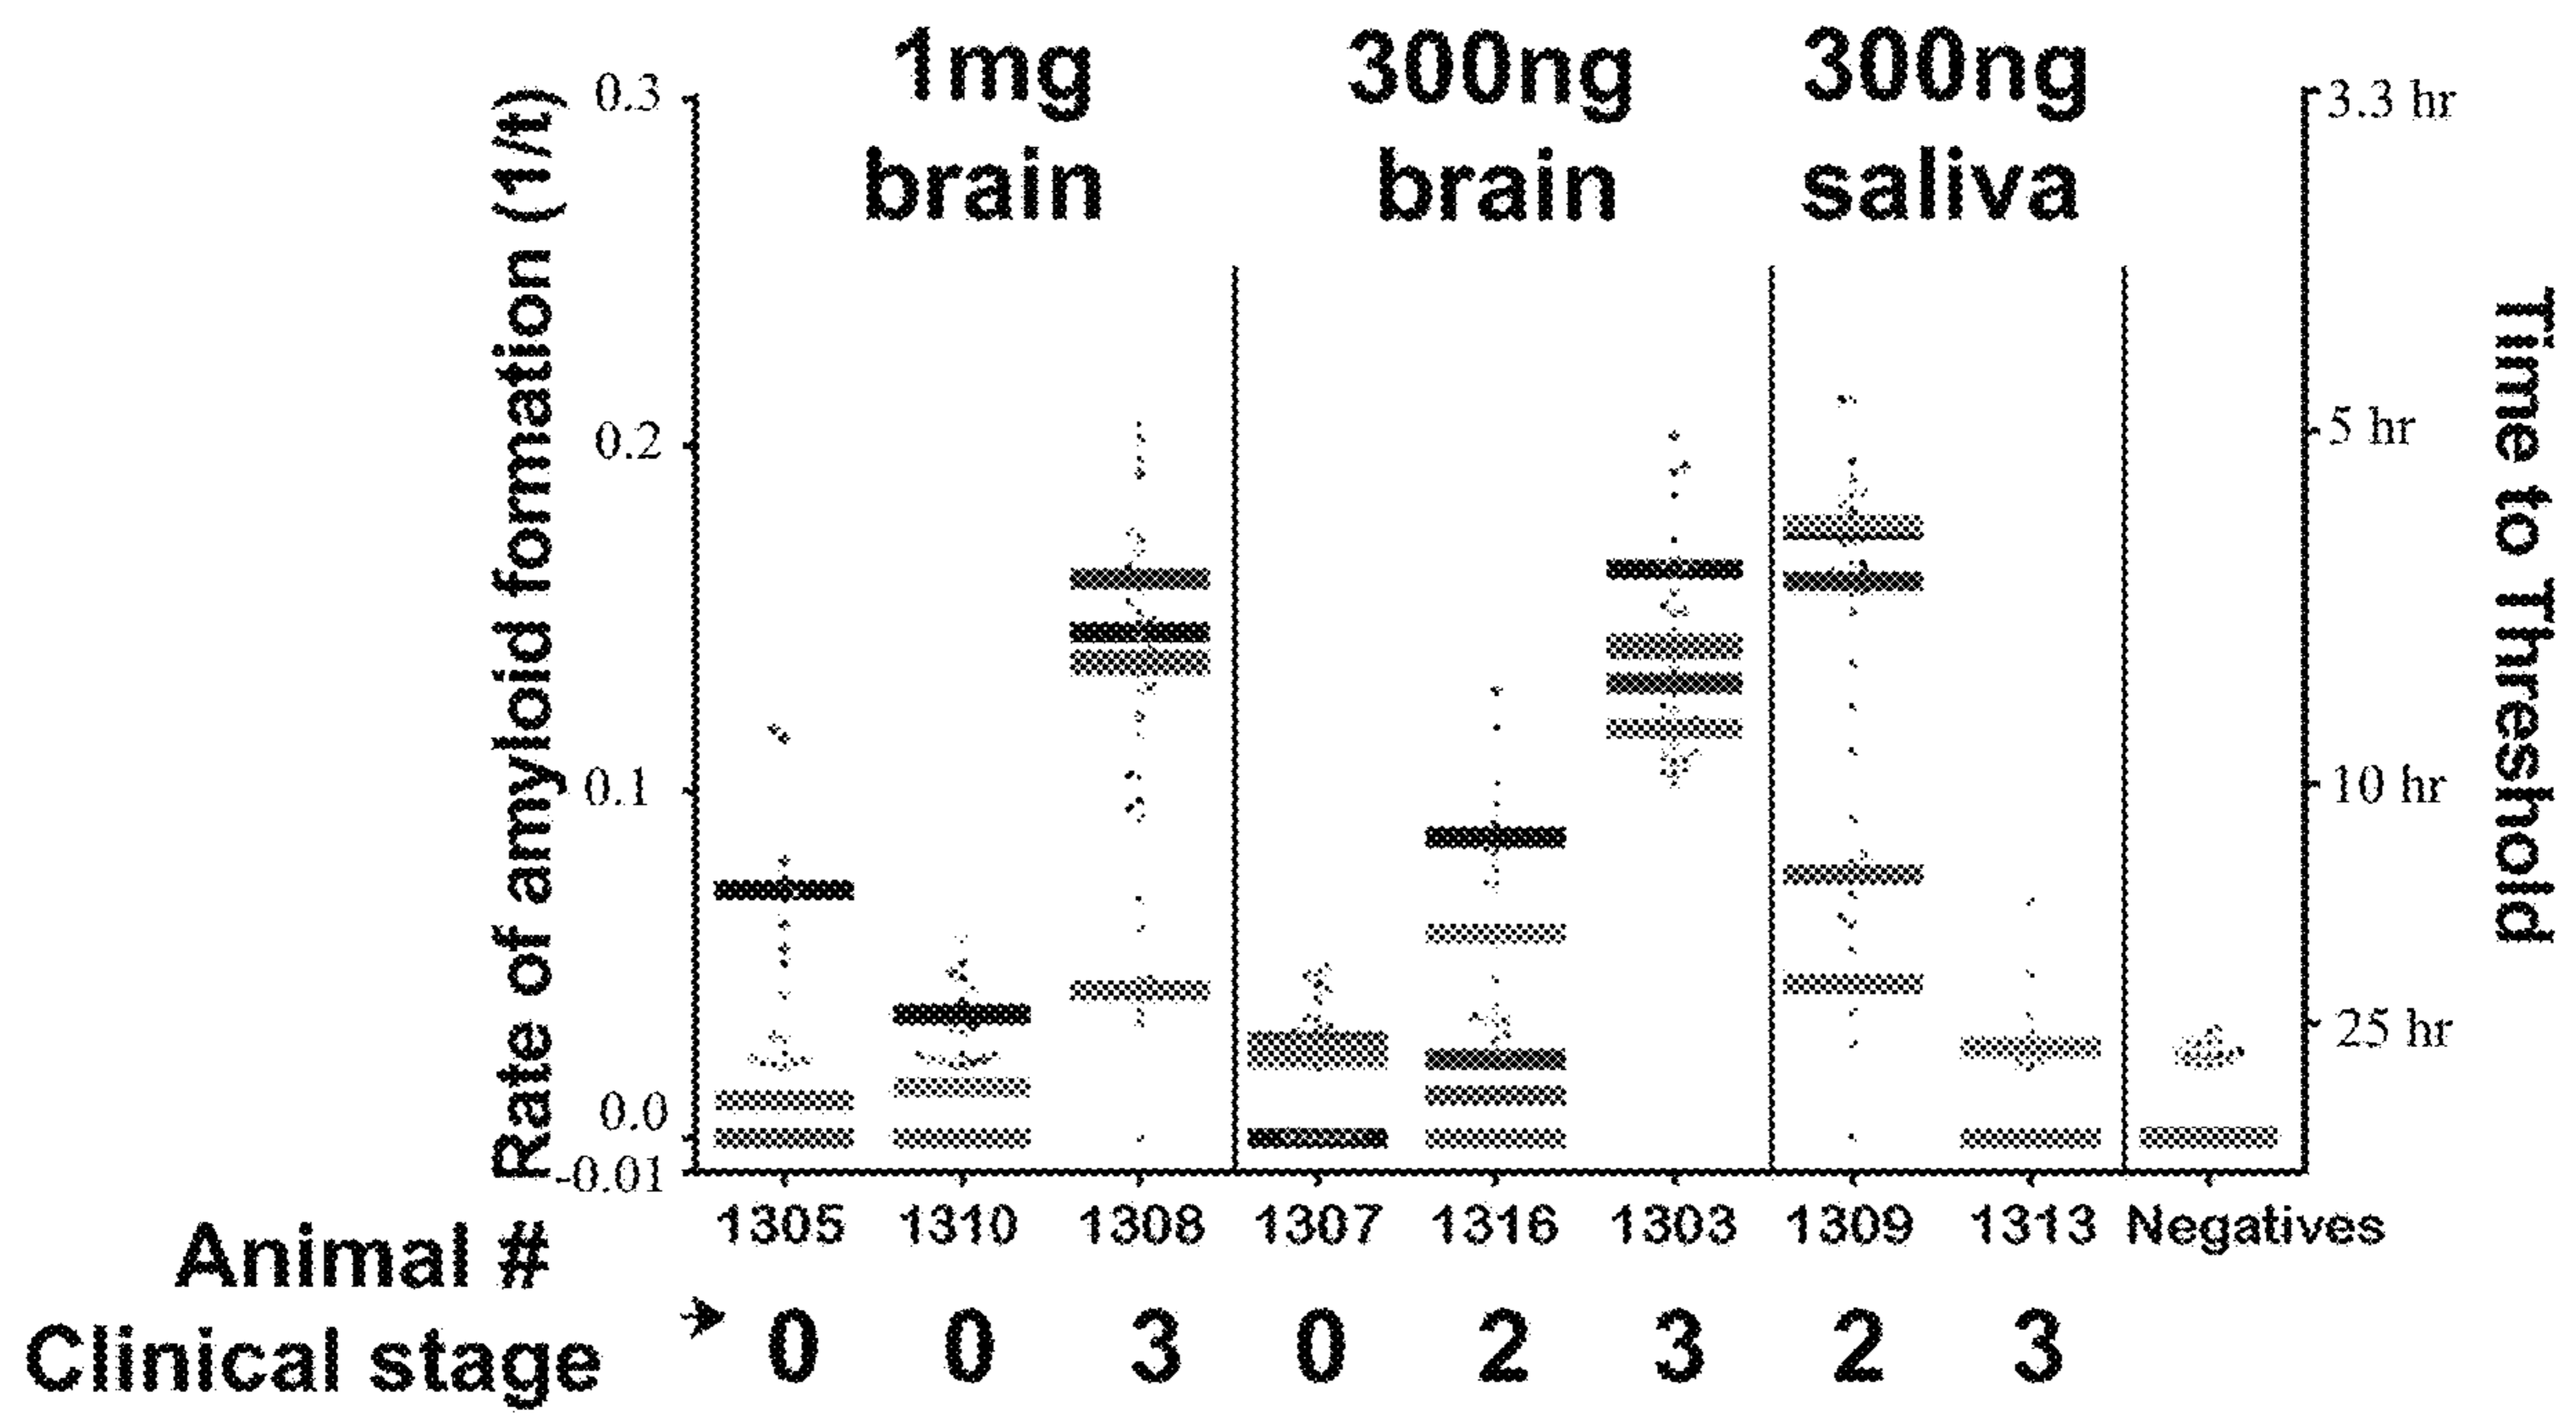 1mg brain
300ng brain
300ng saliva
Rate of amyloid formation (1/t)
0.3
0.2
0.1
0.0
-0.01
3.3 hr
5 hr
10 hr
25 hr
Time to Threshold
Animal # 1305 1310 1308 1307 1316 1303 1309 1313 Negatives
Clinical stage 0 0 3 0 2 3 2 3